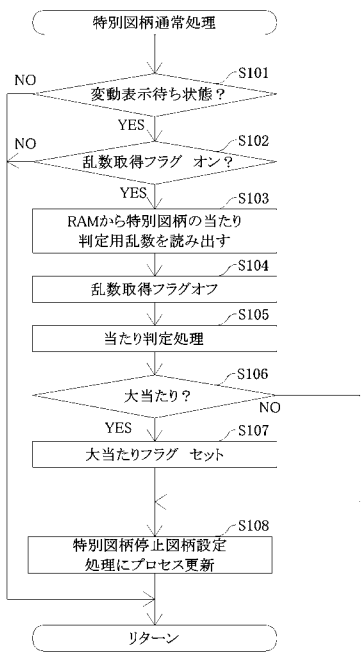 特別図柄通常処理
S101
NO
変動表示待ち状態？
YES
S102
NO
乱数取得フラグ オン？
YES
S103
RAMから特別図柄の当たり
判定用乱数を読み出す
S104
乱数取得フラグオフ
S105
当たり判定処理
S106
大当たり？
NO
YES
S107
大当たりフラグ セット
S108
特別図柄停止図柄設定
処理にプロセス更新
リターン